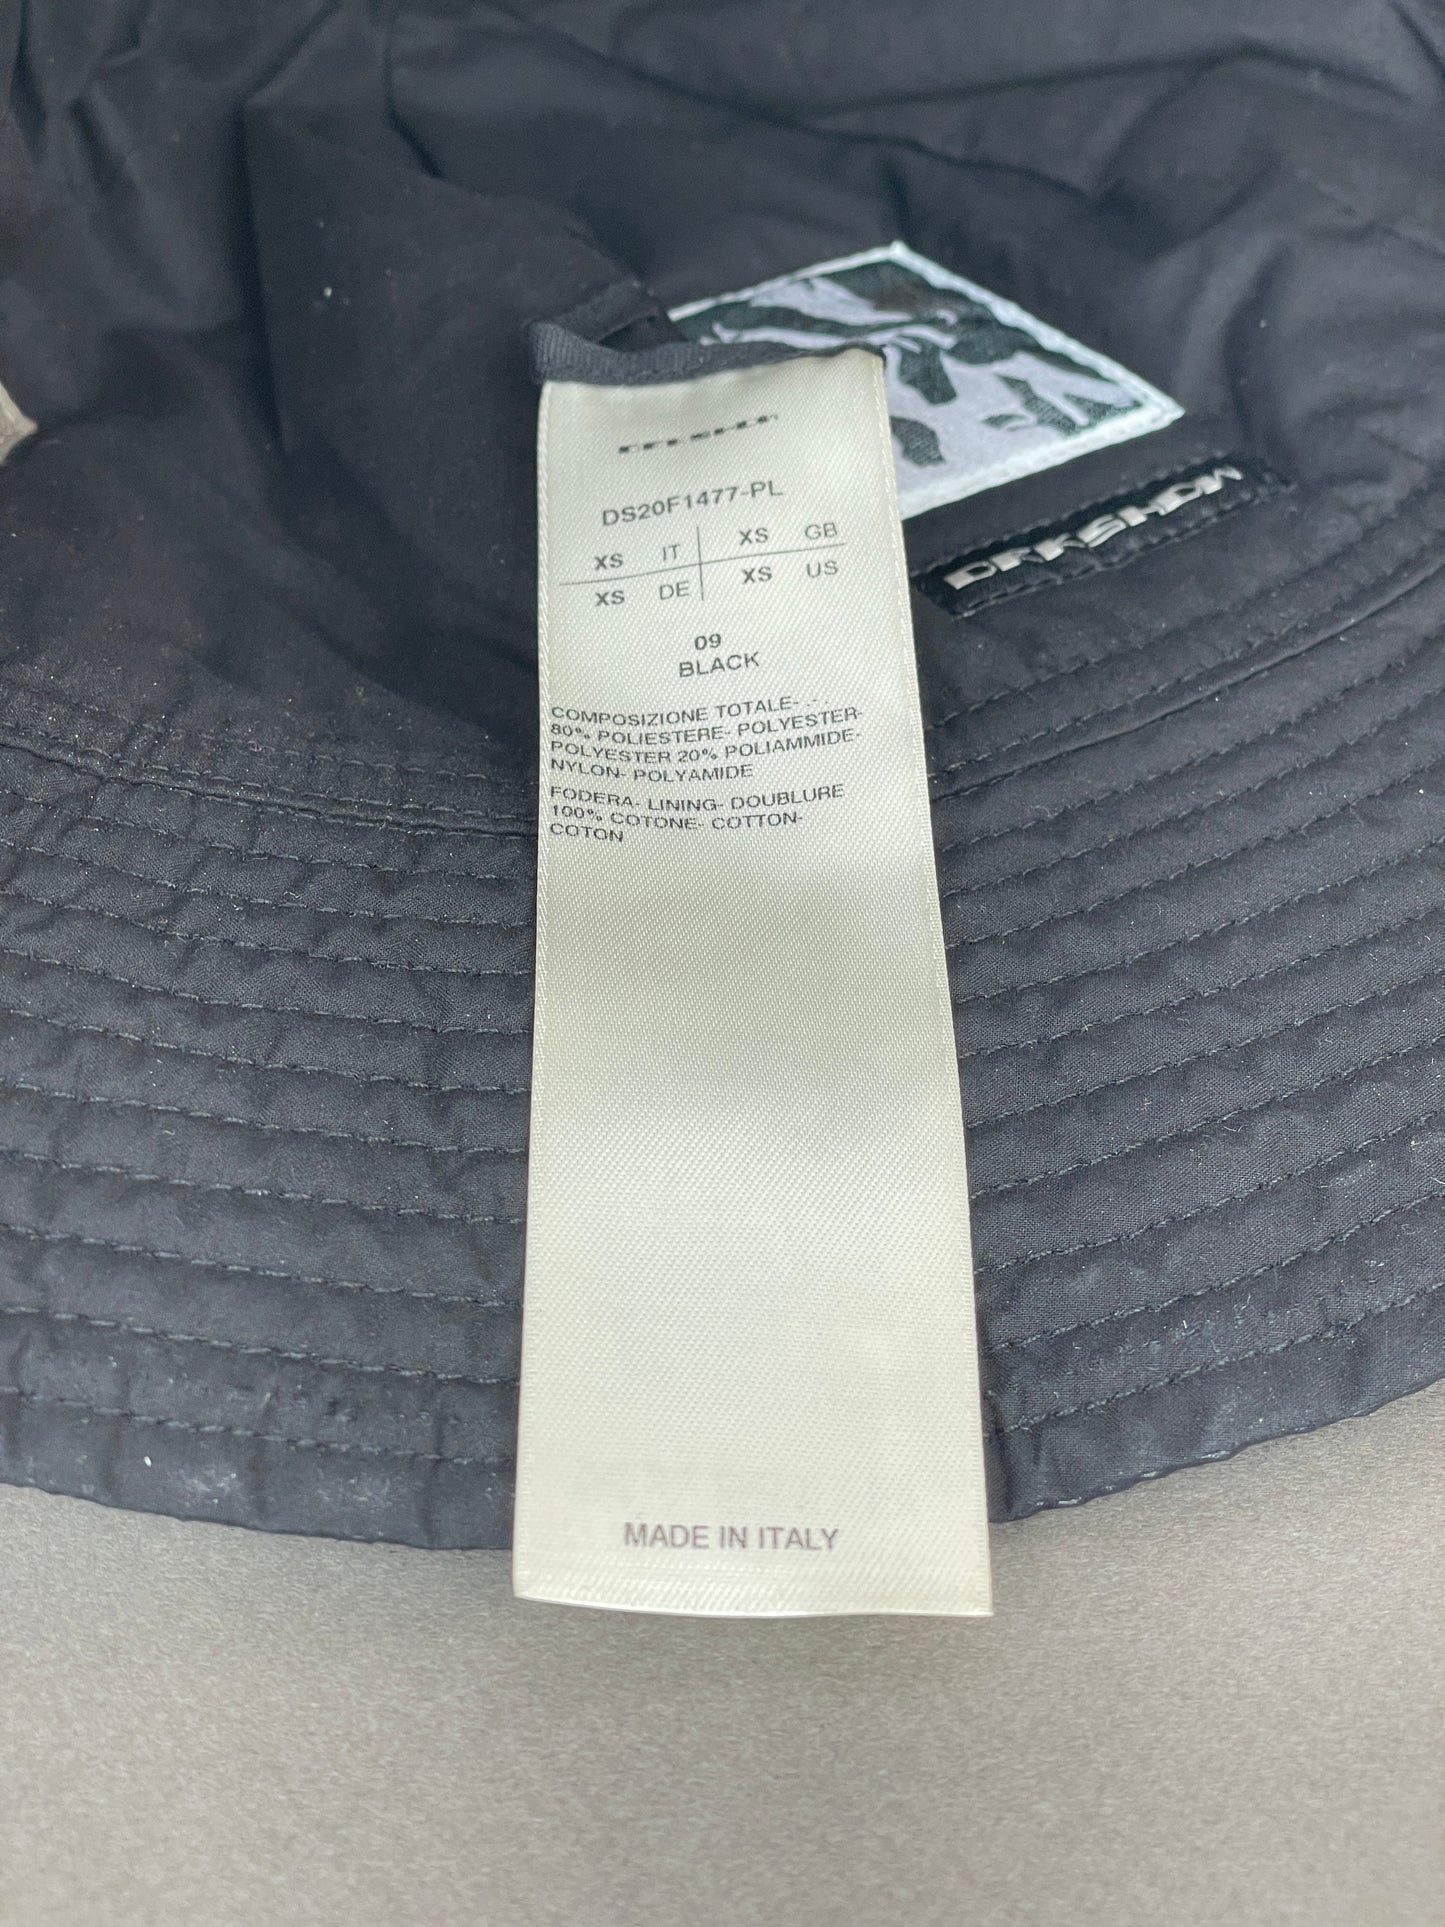 DRKSHDW
DS20F1477-PL
XS IT XS GB
XS DE XS US
09
BLACK
COMPOSIZIONE TOTALE- .-
80% POLIESTERE- POLYESTER-
POLYESTER 20% POLIAMMIDE-
NYLON- POLYAMIDE
FODERA- LINING- DOUBLURE
100% COTONE- COTTON-
COTON
MADE IN ITALY
DRKSHDW